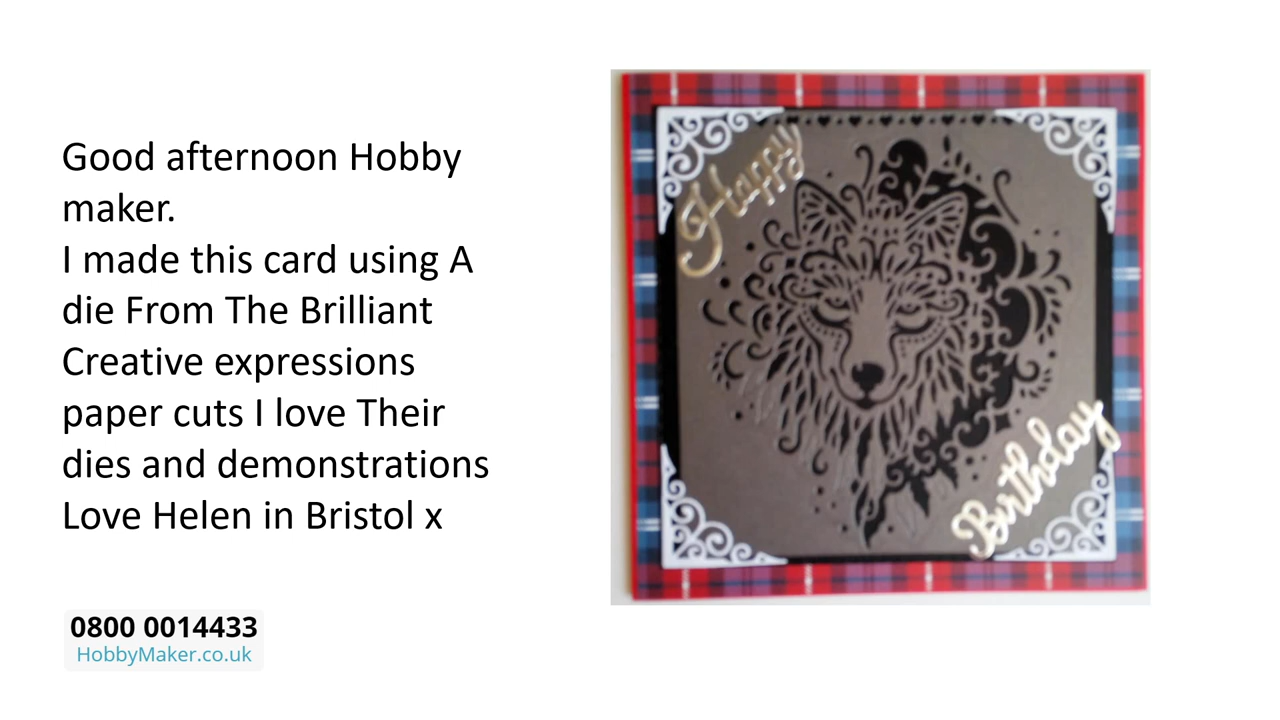 Good afternoon Hobby
maker.
I made this card using A
die From The Brilliant
Creative expressions
paper cuts I love Their
dies and demonstrations
Love Helen in Bristol x
0800 0014433
HobbyMaker.co.uk
Happy
Birthday